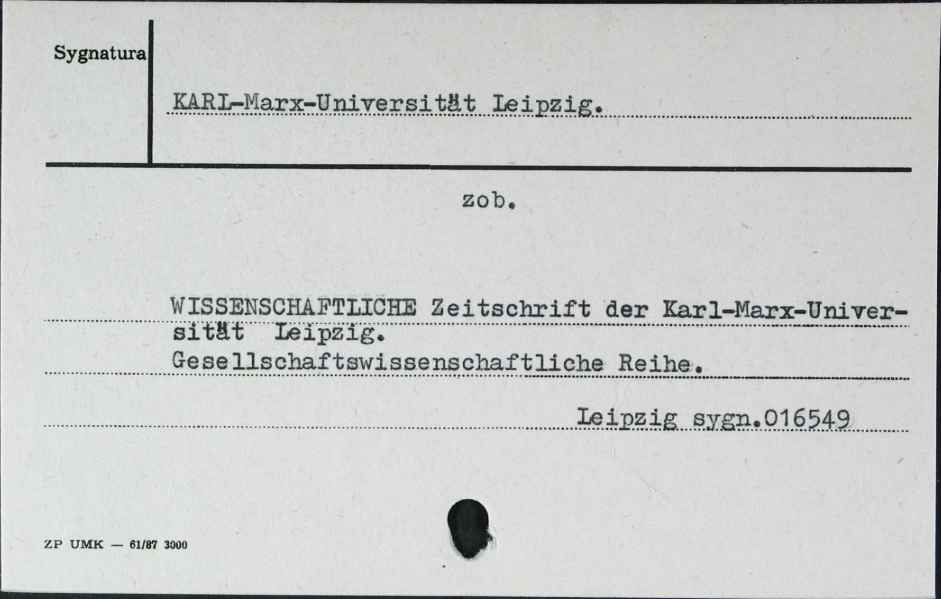 Sygnatura
KARL-Marx-Universität Leipzig.
zob.
WISSENSCHAFTLICHE Zeitschrift der Karl-Marx-Univer-
sität Leipzig.
Gesellschaftswissenschaftliche Reihe.
Leipzig sygn.016549
ZP UMK — 61/87 3000